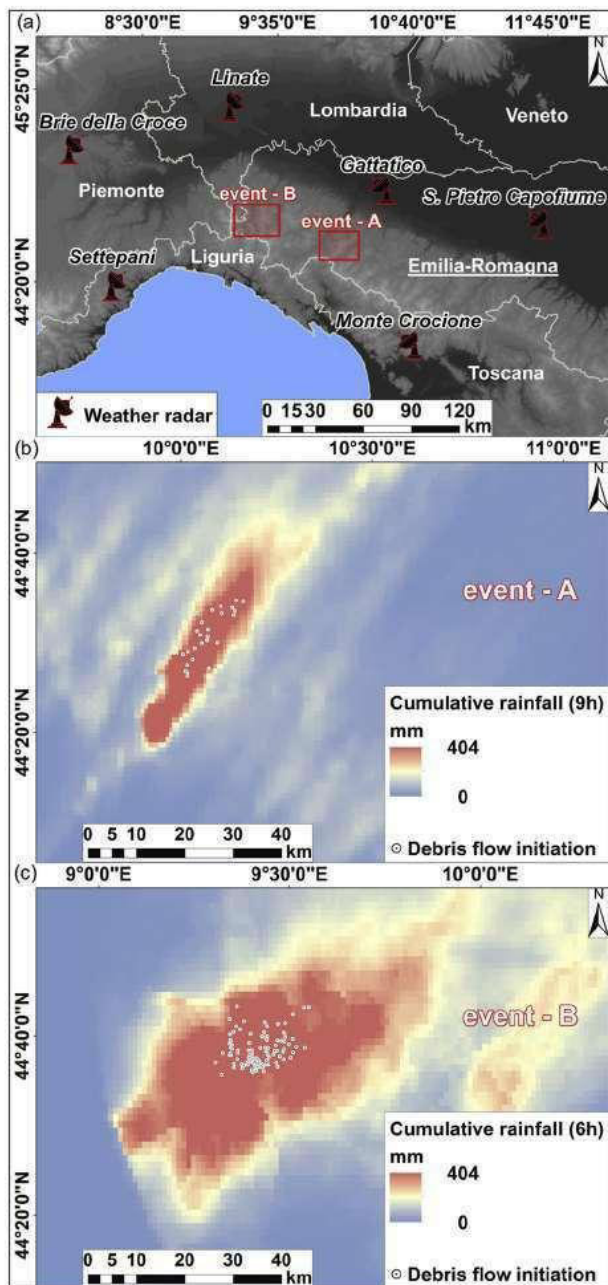 (a)
8°30'0"E 9°35'0"E 10°40'0"E 11°45'0"E
45°25'0"N
44°20'0"N
N
Linate
Lombardia
Veneto
Brie della Croce
Gattatico
Piemonte
event - B
S. Pietro Capofiume
event - A
Settepani
Liguria
Emilia-Romagna
Monte Crocione
Toscana
Weather radar
0 15 30 60 90 120
km
(b)
10°0'0"E 10°30'0"E 11°0'0"E
44°40'0"N
44°20'0"N
N
event - A
Cumulative rainfall (9h)
mm
404
0
0 5 10 20 30 40
km
Debris flow initiation
(c)
9°0'0"E 9°30'0"E 10°0'0"E
44°40'0"N
44°20'0"N
N
event - B
Cumulative rainfall (6h)
mm
404
0
0 5 10 20 30 40
km
Debris flow initiation